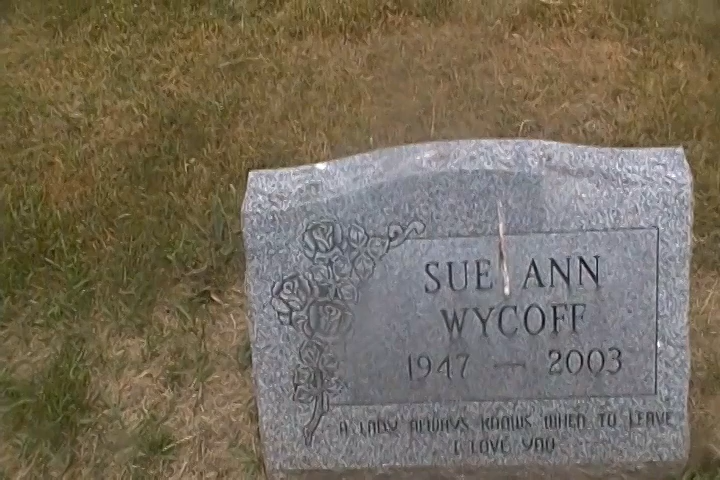 SUE ANN
WYCOFF
1947 — 2003
A LADY ALWAYS KNOWS WHEN TO LEAVE
I LOVE YOU